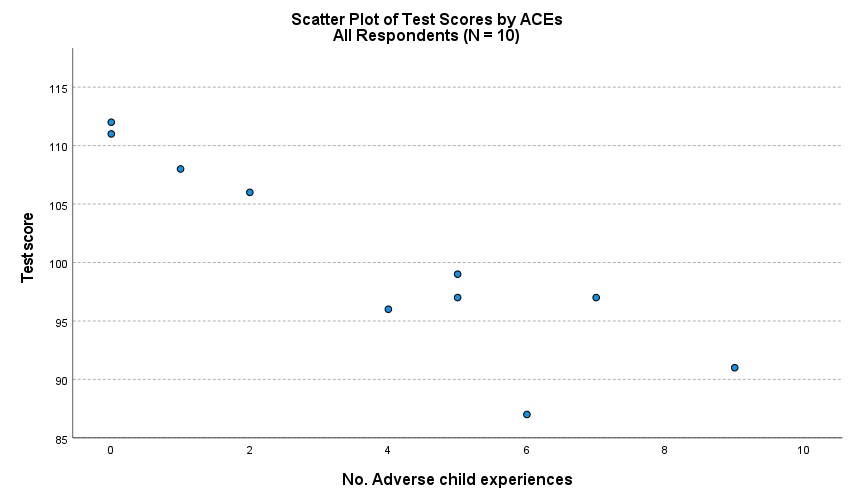 Scatter Plot of Test Scores by ACEs
All Respondents (N = 10)
115
110
105
100
95
90
85
Test score
0 2 4 6 8 10
No. Adverse child experiences